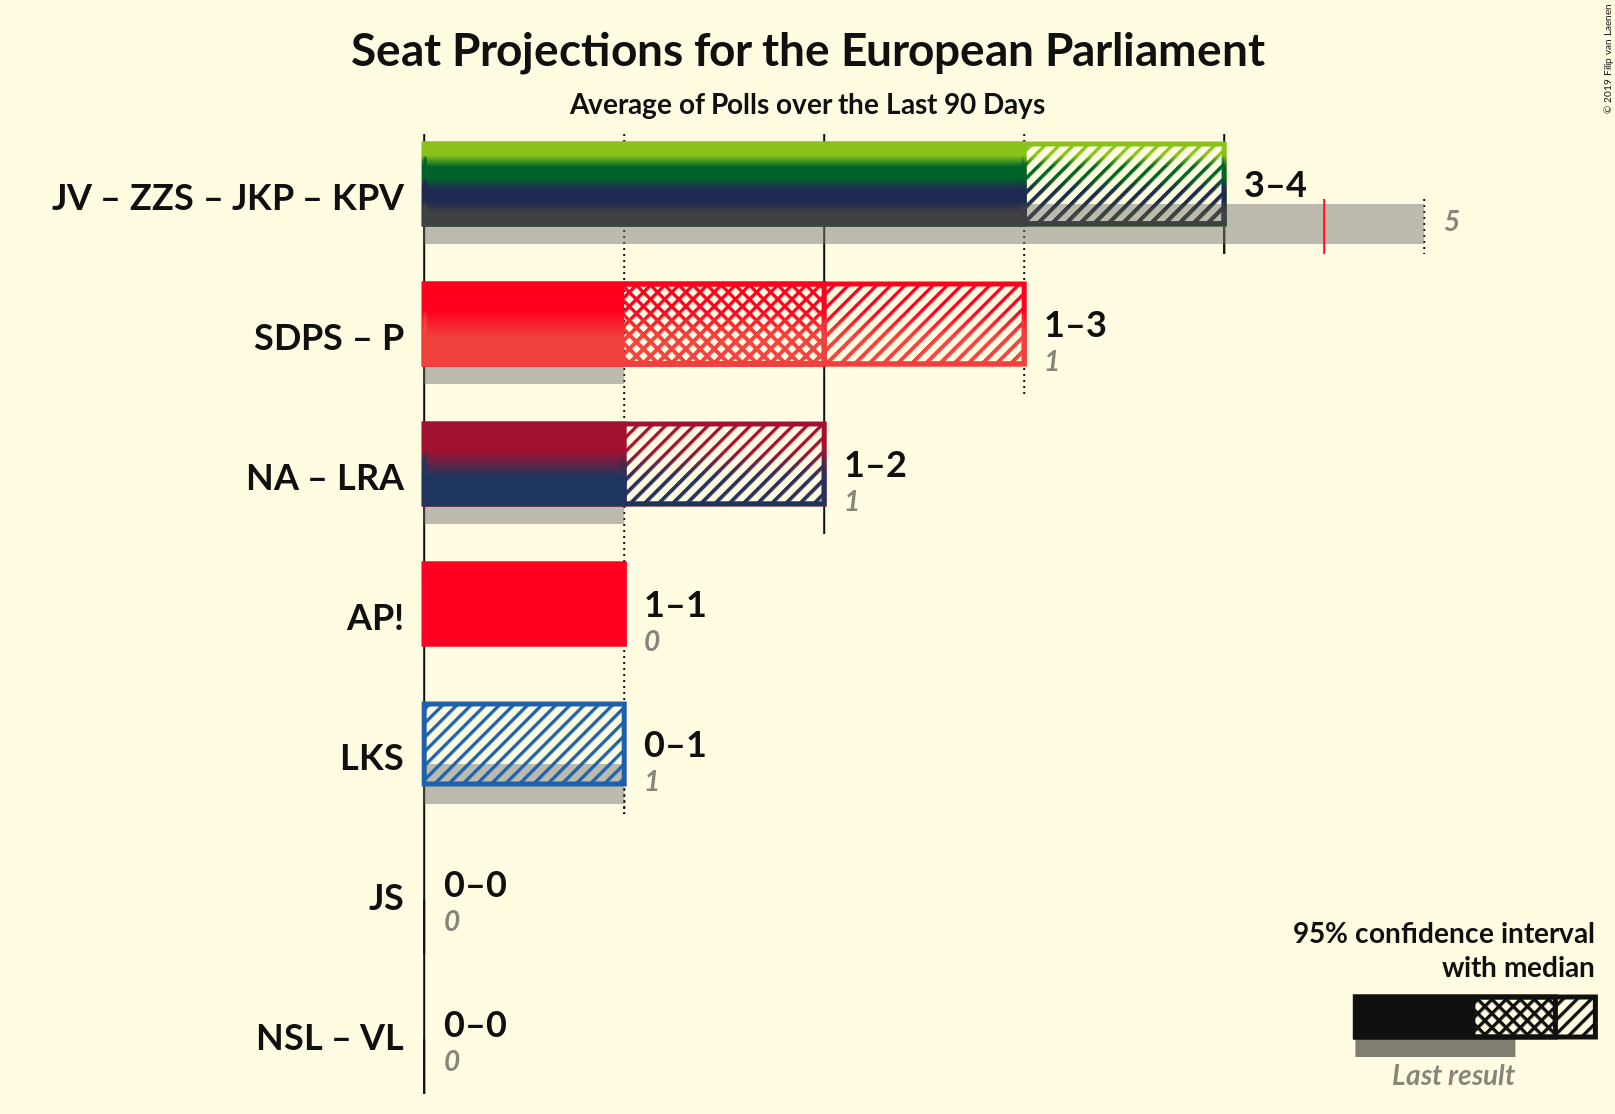 Seat Projections for the European Parliament
Average of Polls over the Last 90 Days
© 2019 Filip van Laenen
JV – ZZS – JKP – KPV
3–4
5
SDPS – P
1–3
1
NA – LRA
1–2
1
AP!
1–1
0
LKS
0–1
1
JS
0–0
0
NSL – VL
0–0
0
95% confidence interval
with median
Last result